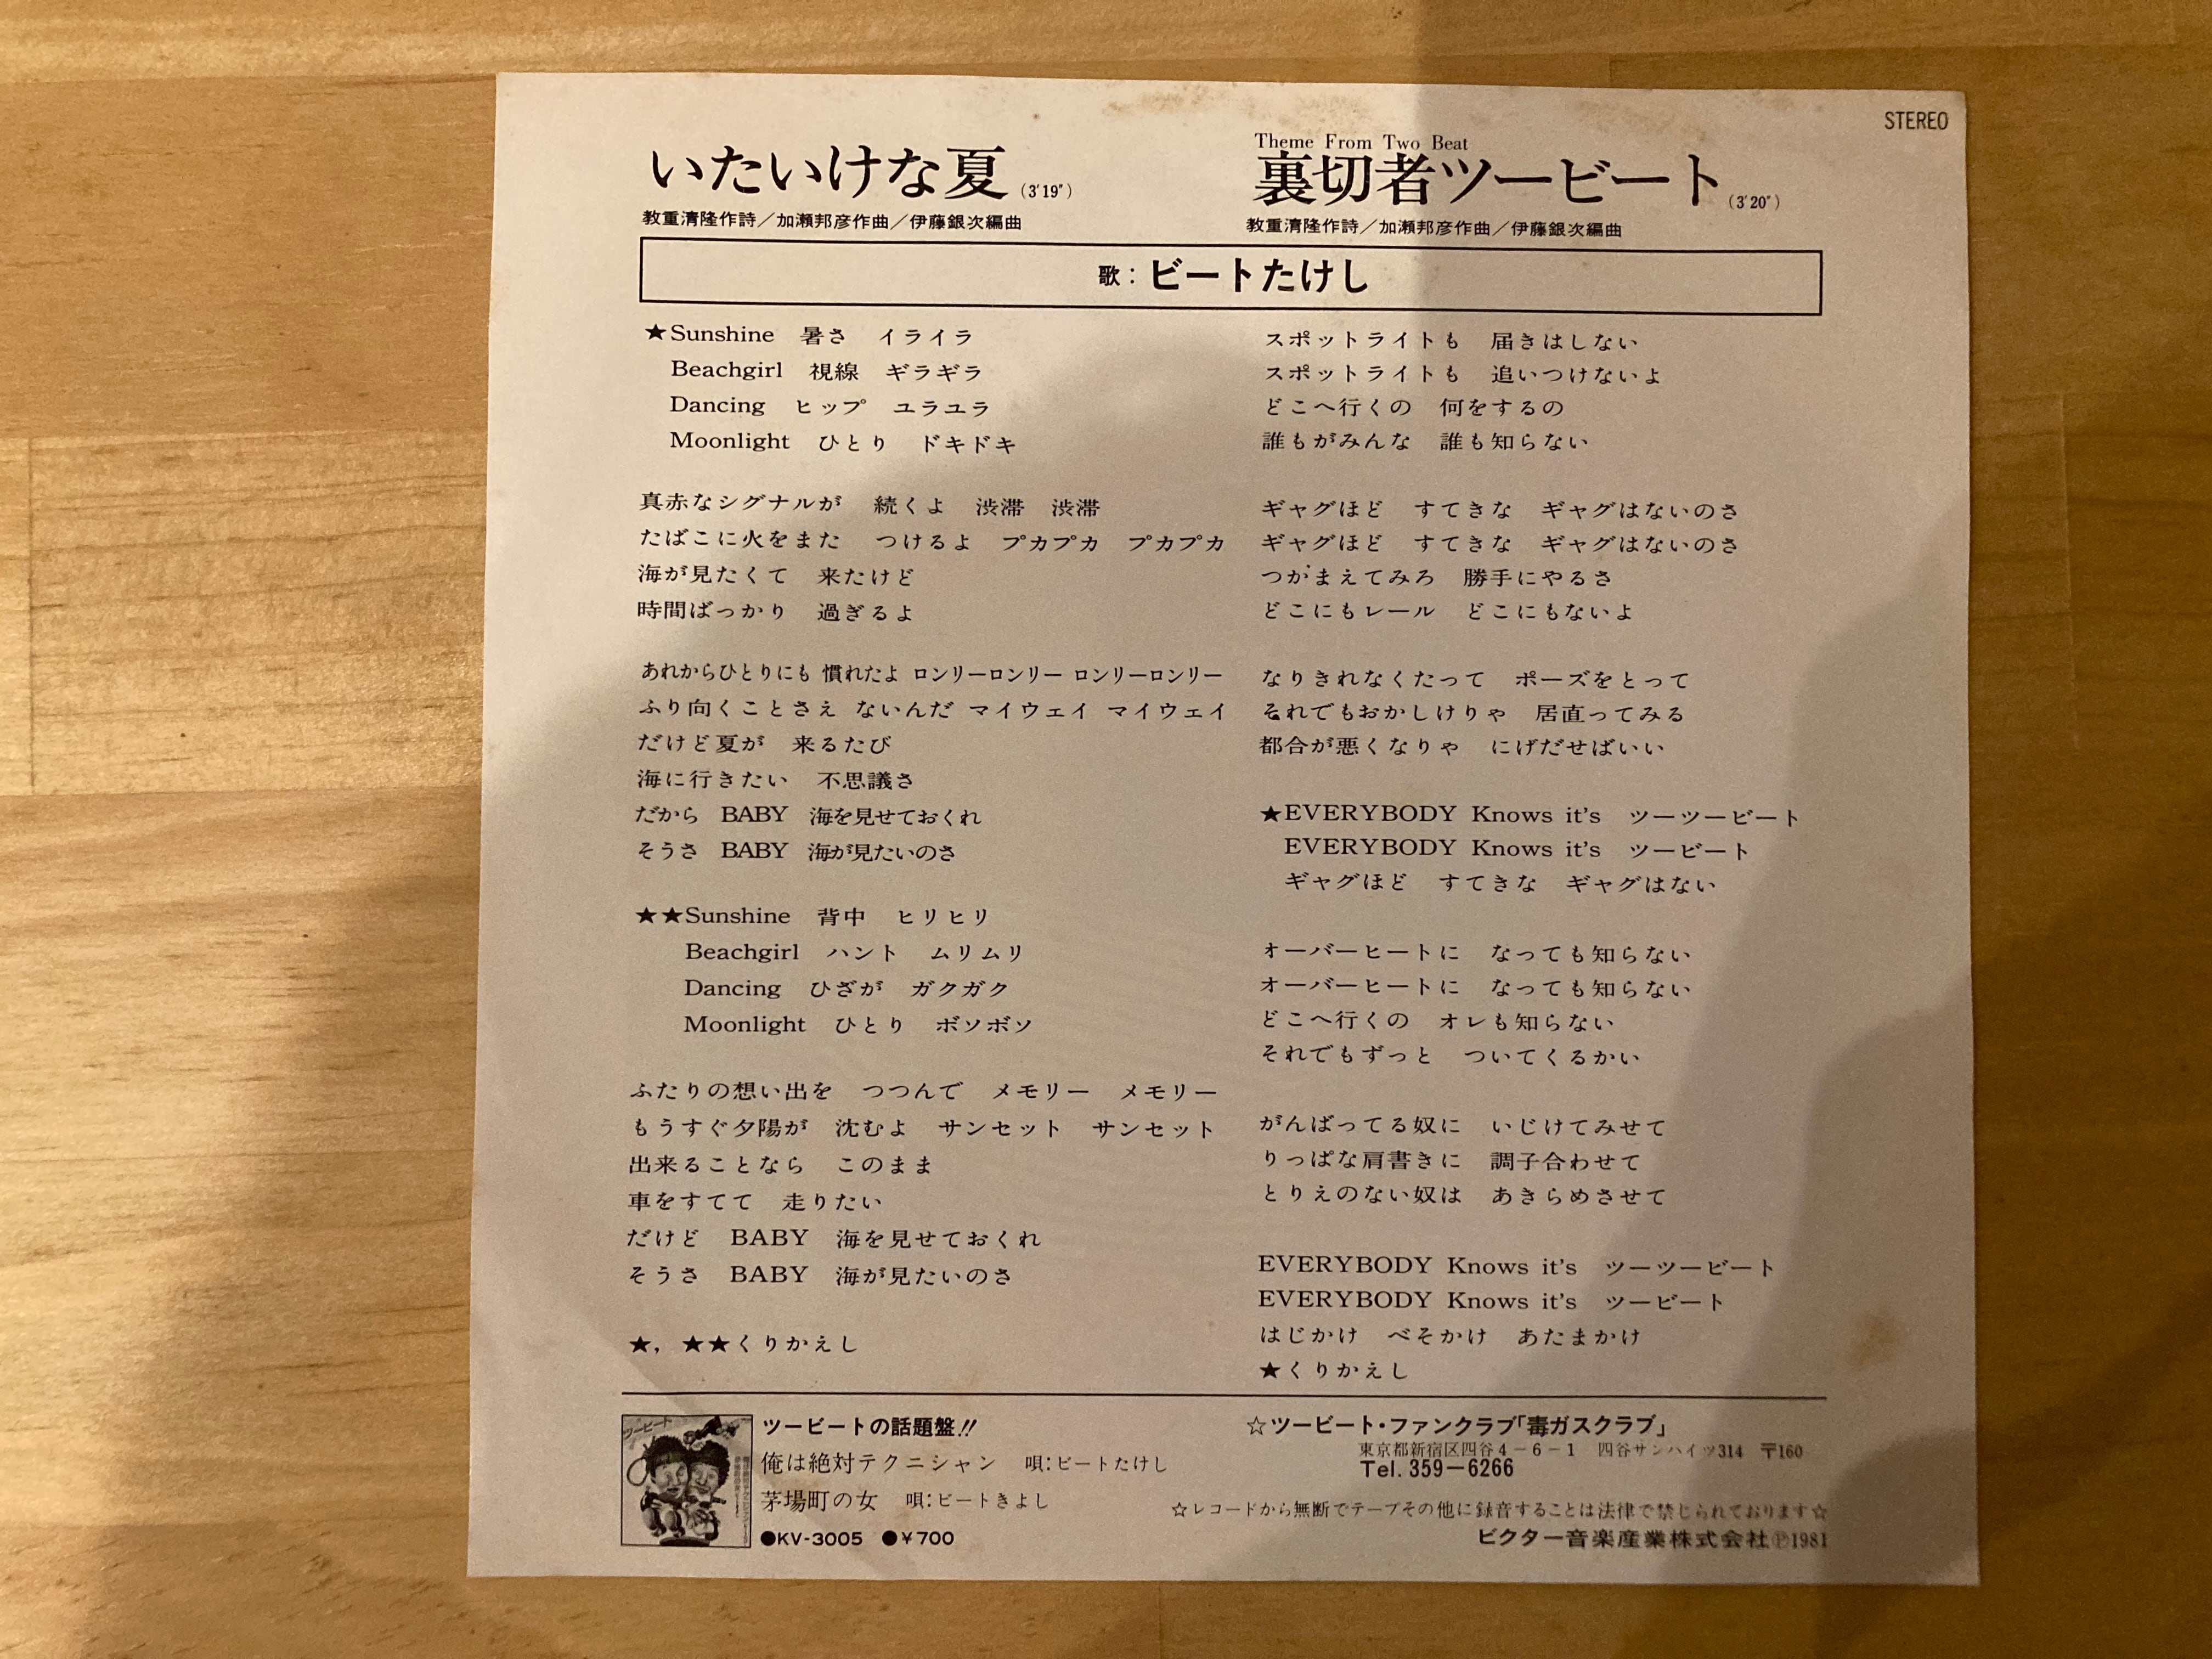 STEREO
いたいけな夏 (3′19″)
教重清隆作詩／加瀬邦彦作曲／伊藤銀次編曲
Theme From Two Beat
裏切者ツービート (3′20″)
教重清隆作詩／加瀬邦彦作曲／伊藤銀次編曲
歌：ビートたけし
★Sunshine 暑さ イライラ
Beachgirl 視線 ギラギラ
Dancing ヒップ ユラユラ
Moonlight ひとり ドキドキ
真赤なシグナルが 続くよ 渋滞 渋滞
たばこに火をまた つけるよ プカプカ プカプカ
海が見たくて 来たけど
時間ばっかり 過ぎるよ
あれからひとりにも 慣れたよ ロンリーロンリー ロンリーロンリー
ふり向くことさえ ないんだ マイウェイ マイウェイ
だけど夏が 来るたび
海に行きたい 不思議さ
だから BABY 海を見せておくれ
そうさ BABY 海が見たいのさ
★★Sunshine 背中 ヒリヒリ
Beachgirl ハント ムリムリ
Dancing ひざが ガクガク
Moonlight ひとり ボソボソ
ふたりの想い出を つつんで メモリー メモリー
もうすぐ夕陽が 沈むよ サンセット サンセット
出来ることなら このまま
車をすてて 走りたい
だけど BABY 海を見せておくれ
そうさ BABY 海が見たいのさ
★，★★くりかえし
スポットライトも 届きはしない
スポットライトも 追いつけないよ
どこへ行くの 何をするの
誰もがみんな 誰も知らない
ギャグほど すてきな ギャグはないのさ
ギャグほど すてきな ギャグはないのさ
つかまえてみろ 勝手にやるさ
どこにもレール どこにもないよ
なりきれなくたって ポーズをとって
それでもおかしけりゃ 居直ってみる
都合が悪くなりゃ にげだせばいい
★EVERYBODY Knows it's ツーツービート
EVERYBODY Knows it's ツービート
ギャグほど すてきな ギャグはない
オーバーヒートに なっても知らない
オーバーヒートに なっても知らない
どこへ行くの オレも知らない
それでもずっと ついてくるかい
がんばってる奴に いじけてみせて
りっぱな肩書きに 調子合わせて
とりえのない奴は あきらめさせて
EVERYBODY Knows it's ツーツービート
EVERYBODY Knows it's ツービート
はじかけ べそかけ あたまかけ
★くりかえし
ツービート
ツービートの話題盤!!
俺は絶対テクニシャン 唄：ビートたけし
茅場町の女 唄：ビートきよし
●KV-3005 ●￥700
☆ツービート・ファンクラブ「毒ガスクラブ」
東京都新宿区四谷4－6－1 四谷サンハイツ314 〒160
Tel. 359－6266
☆レコードから無断でテープその他に録音することは法律で禁じられております☆
ビクター音楽産業株式会社Ⓟ1981